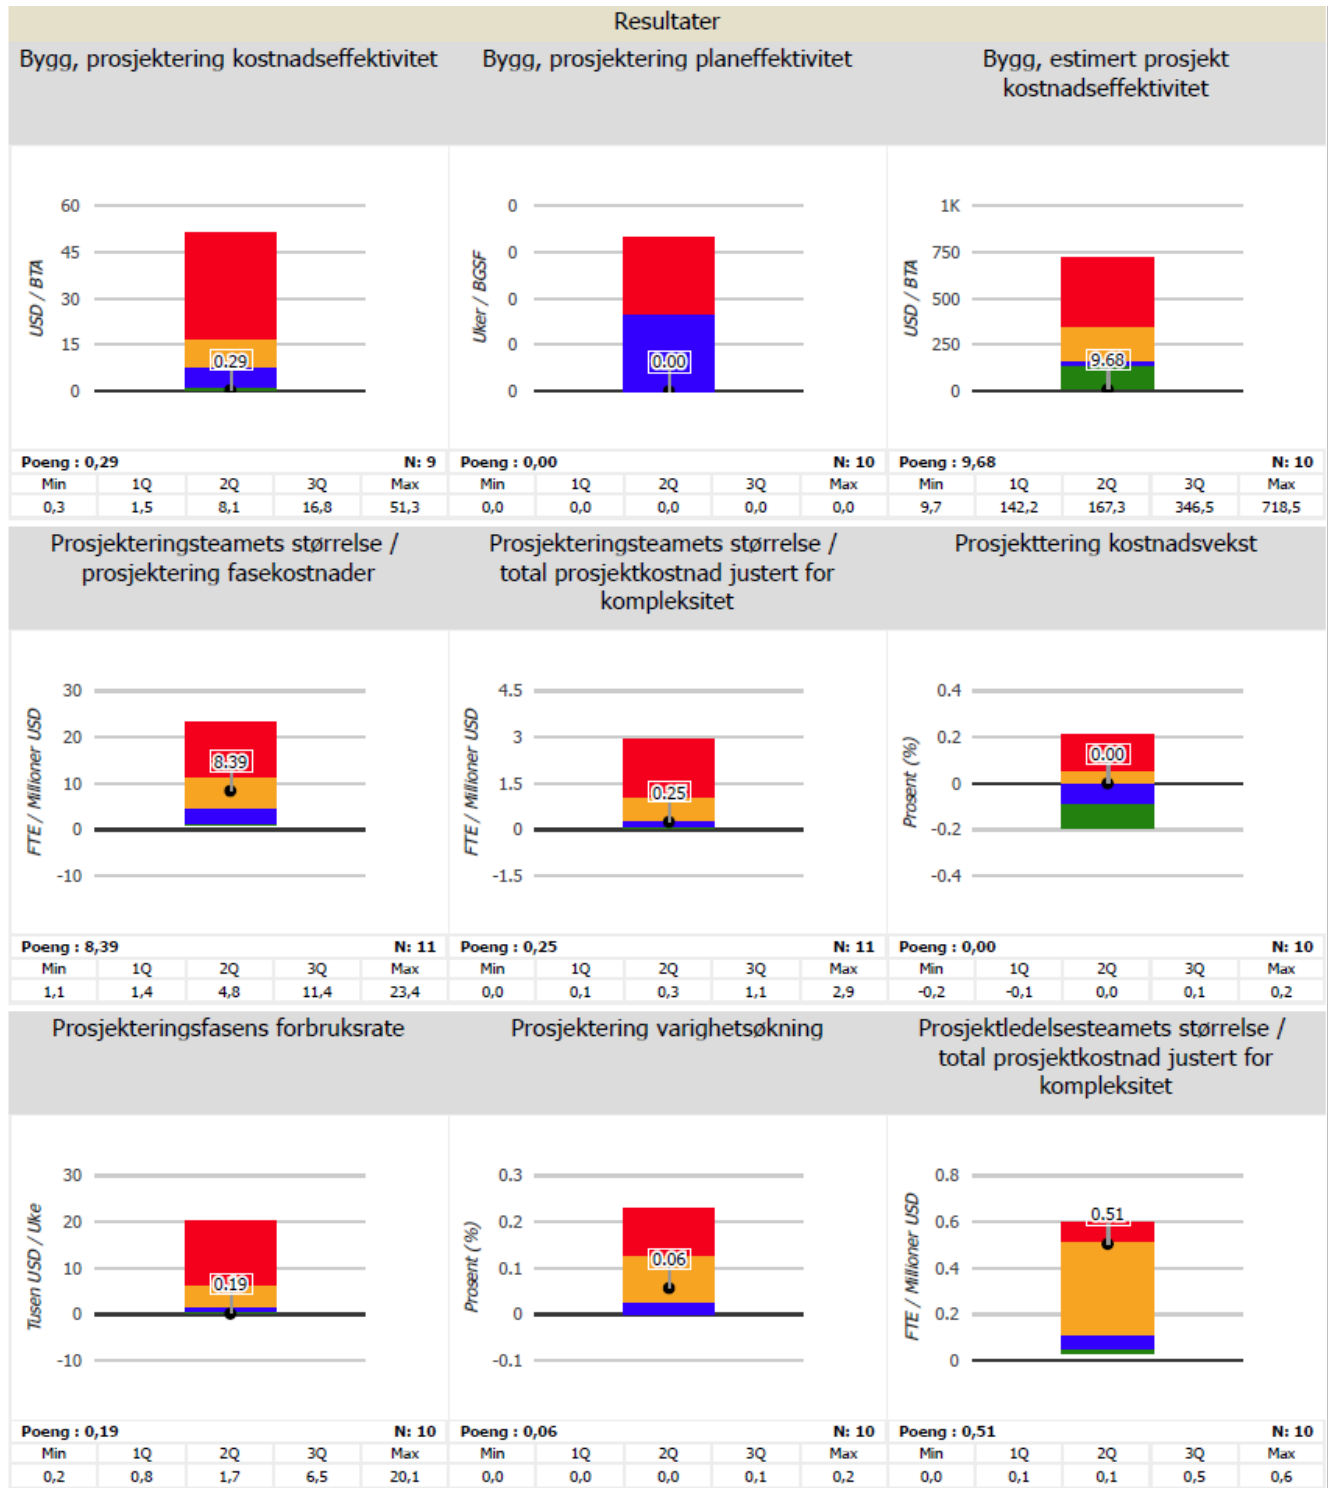 Resultater
Bygg, prosjektering kostnadseffektivitet
Bygg, prosjektering planeffektivitet
Bygg, estimert prosjekt
kostnadseffektivitet
60
45
30
15
0
USD / BTA
0.29
0
0
0
0
0
Uker / BGSF
0.00
1K
750
500
250
0
USD / BTA
9.68
Poeng : 0,29 N: 9
Min 1Q 2Q 3Q Max
0,3 1,5 8,1 16,8 51,3
Poeng : 0,00 N: 10
Min 1Q 2Q 3Q Max
0,0 0,0 0,0 0,0 0,0
Poeng : 9,68 N: 10
Min 1Q 2Q 3Q Max
9,7 142,2 167,3 346,5 718,5
Prosjekteringsteamets størrelse /
prosjektering fasekostnader
Prosjekteringsteamets størrelse /
total prosjektkostnad justert for
kompleksitet
Prosjekttering kostnadsvekst
30
20
10
0
-10
FTE / Millioner USD
8.39
4.5
3
1.5
0
-1.5
FTE / Millioner USD
0.25
0.4
0.2
0
-0.2
-0.4
Prosent (%)
0.00
Poeng : 8,39 N: 11
Min 1Q 2Q 3Q Max
1,1 1,4 4,8 11,4 23,4
Poeng : 0,25 N: 11
Min 1Q 2Q 3Q Max
0,0 0,1 0,3 1,1 2,9
Poeng : 0,00 N: 10
Min 1Q 2Q 3Q Max
-0,2 -0,1 0,0 0,1 0,2
Prosjekteringsfasens forbruksrate
Prosjektering varighetsøkning
Prosjektledelsesteamets størrelse /
total prosjektkostnad justert for
kompleksitet
30
20
10
0
-10
Tusen USD / Uke
0.19
0.3
0.2
0.1
0
-0.1
Prosent (%)
0.06
0.8
0.6
0.4
0.2
0
FTE / Millioner USD
0.51
Poeng : 0,19 N: 10
Min 1Q 2Q 3Q Max
0,2 0,8 1,7 6,5 20,1
Poeng : 0,06 N: 10
Min 1Q 2Q 3Q Max
0,0 0,0 0,0 0,1 0,2
Poeng : 0,51 N: 10
Min 1Q 2Q 3Q Max
0,0 0,1 0,1 0,5 0,6